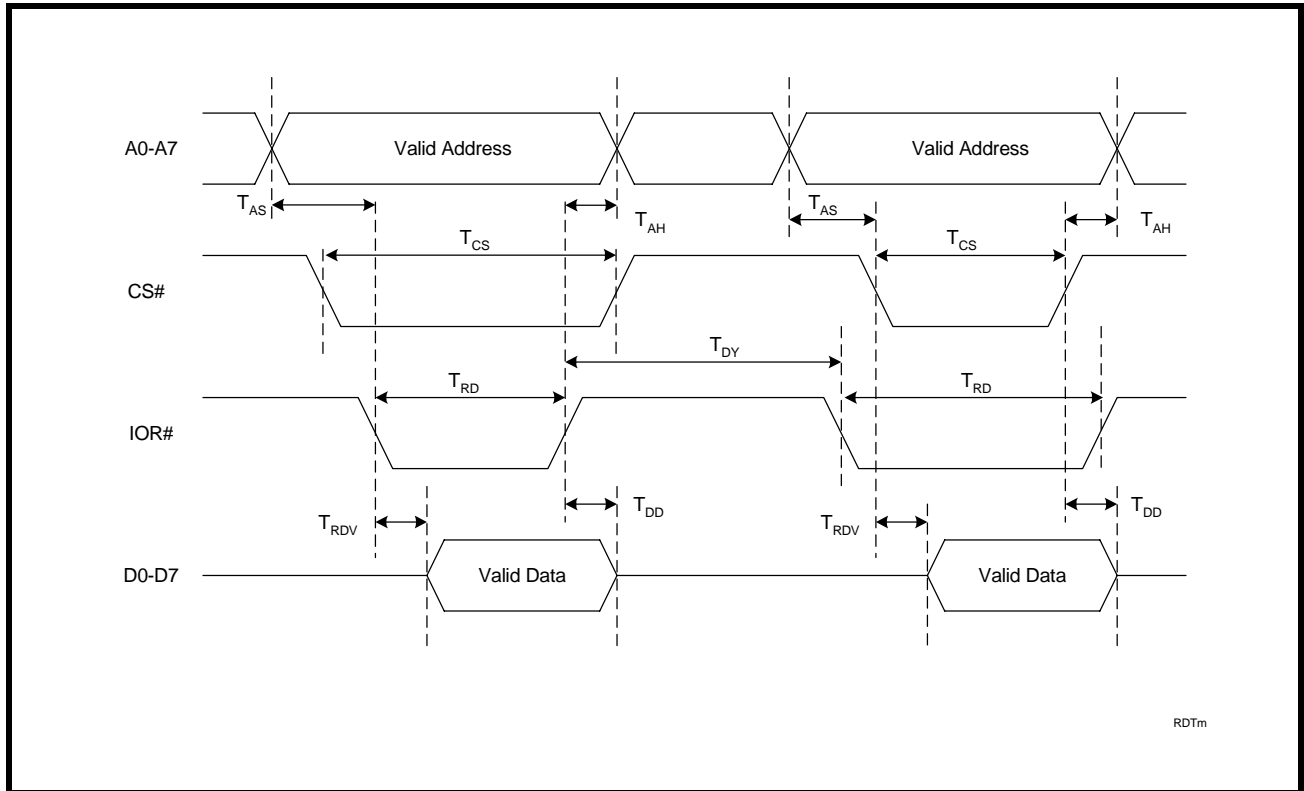 A0-A7
Valid Address
Valid Address
TAS
TAH
TAS
TAH
TCS
TCS
CS#
TDY
TRD
TRD
IOR#
TRDV
TDD
TRDV
TDD
D0-D7
Valid Data
Valid Data
RDTm